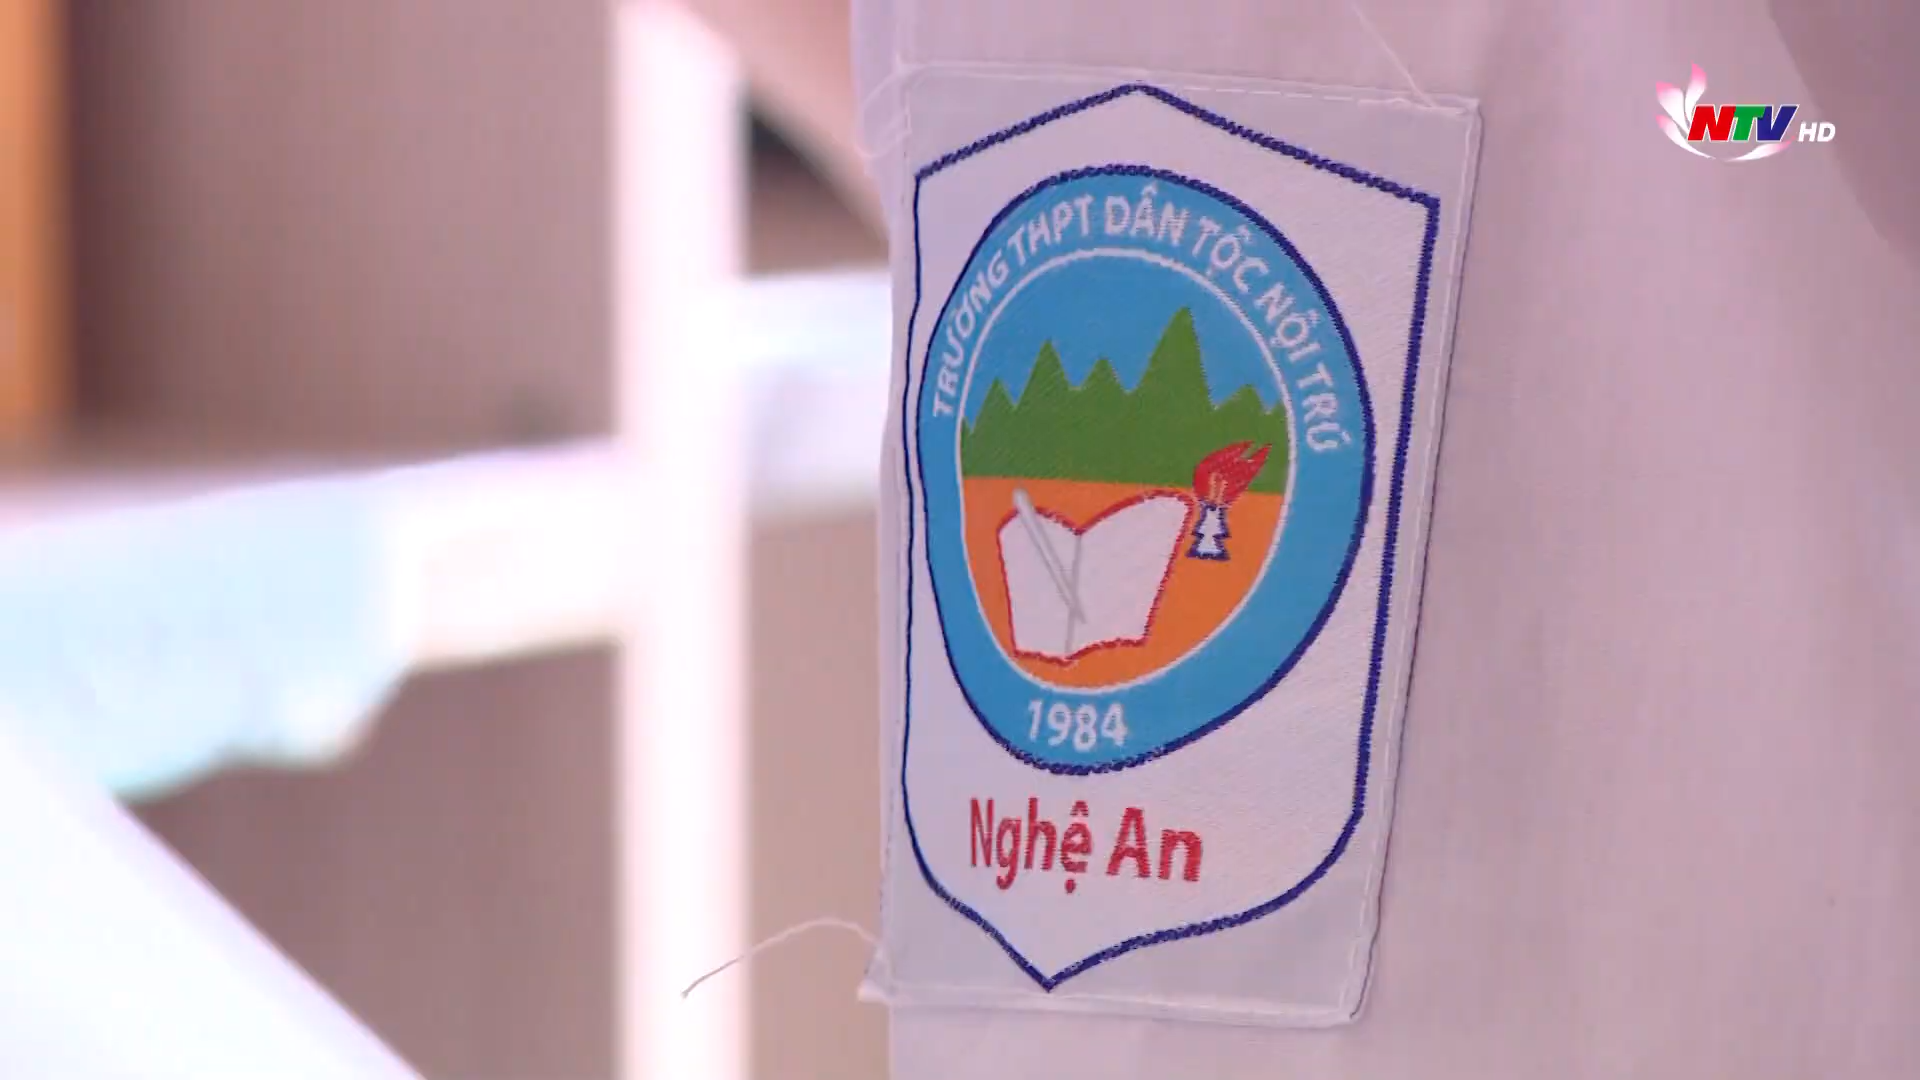 NTV HD
TRƯỜNG THPT DÂN TỘC NỘI TRÚ
1984
Nghệ An